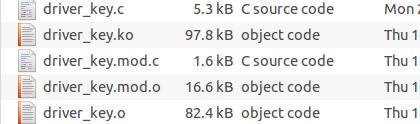 driver_key.c 5.3 kB C source code Mon 2
driver_key.ko 97.8 kB object code Thu 1
driver_key.mod.c 1.6 kB C source code Thu 1
driver_key.mod.o 16.6 kB object code Thu 1
driver_key.o 82.4 kB object code Thu 1